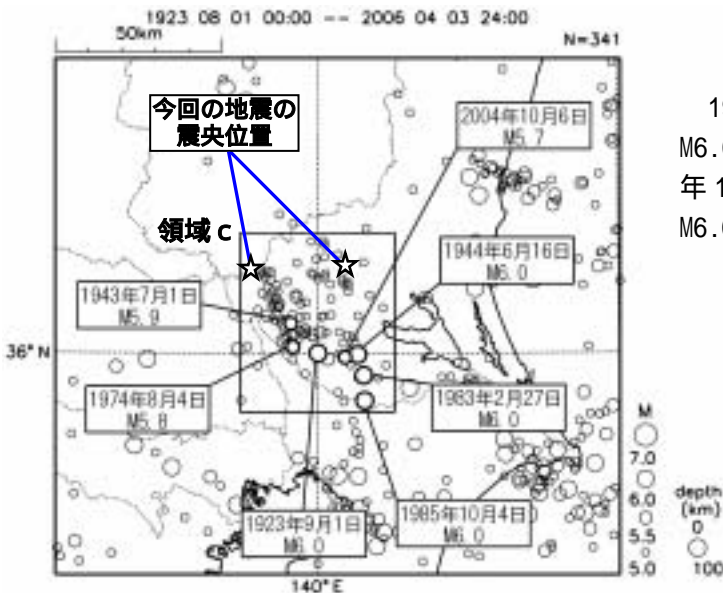 1923 08 01 00:00 -- 2006 04 03 24:00
50km
N=341
今回の地震の
震央位置
2004年10月6日
M5.7
領域c
1944年6月16日
M6.0
1943年7月1日
M5.9
36°N
1974年8月4日
M5.8
1983年2月27日
M6.0
1923年9月1日
M6.0
1985年10月4日
M6.0
140°E
M
7.0
6.0
5.5
5.0
depth
(km)
0
100
M6.0
年1
M6.0